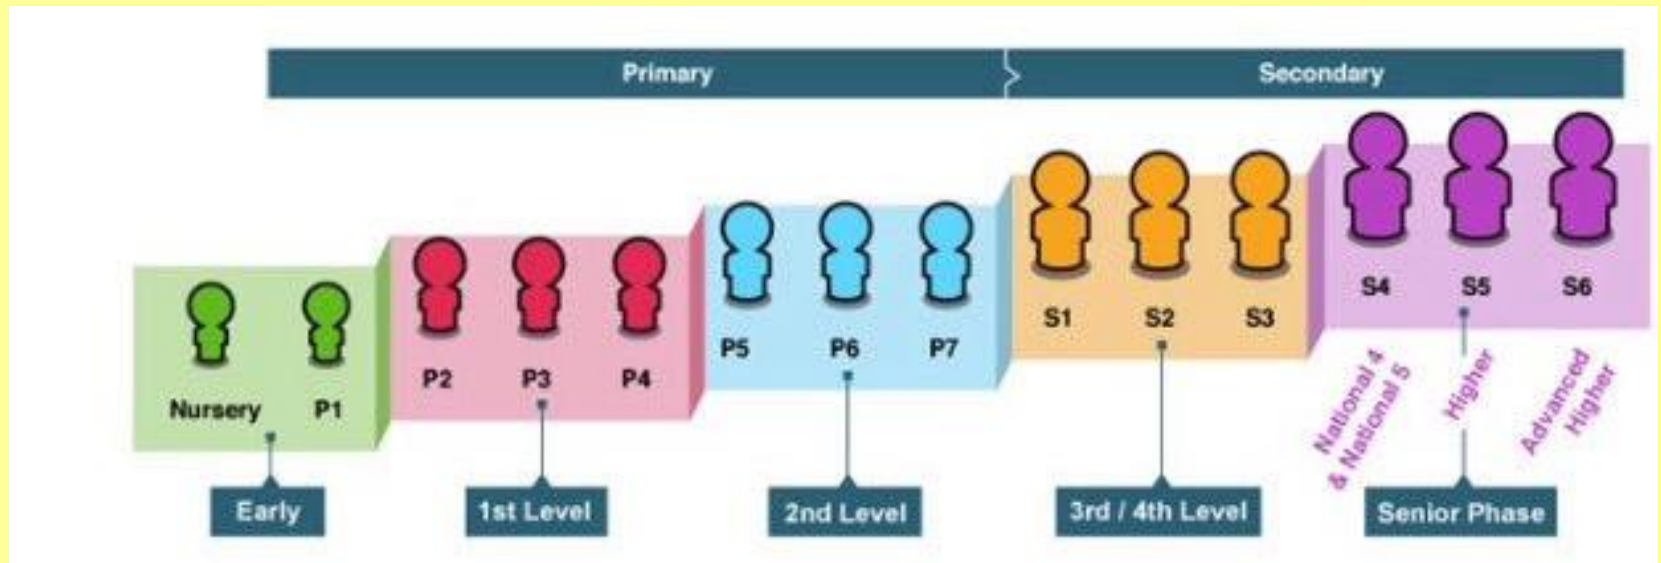 Primary
Secondary
Nursery
P1
P2
P3
P4
P5
P6
P7
S1
S2
S3
S4
S5
S6
National 4
& National 5
Higher
Advanced
Higher
Early
1st Level
2nd Level
3rd / 4th Level
Senior Phase